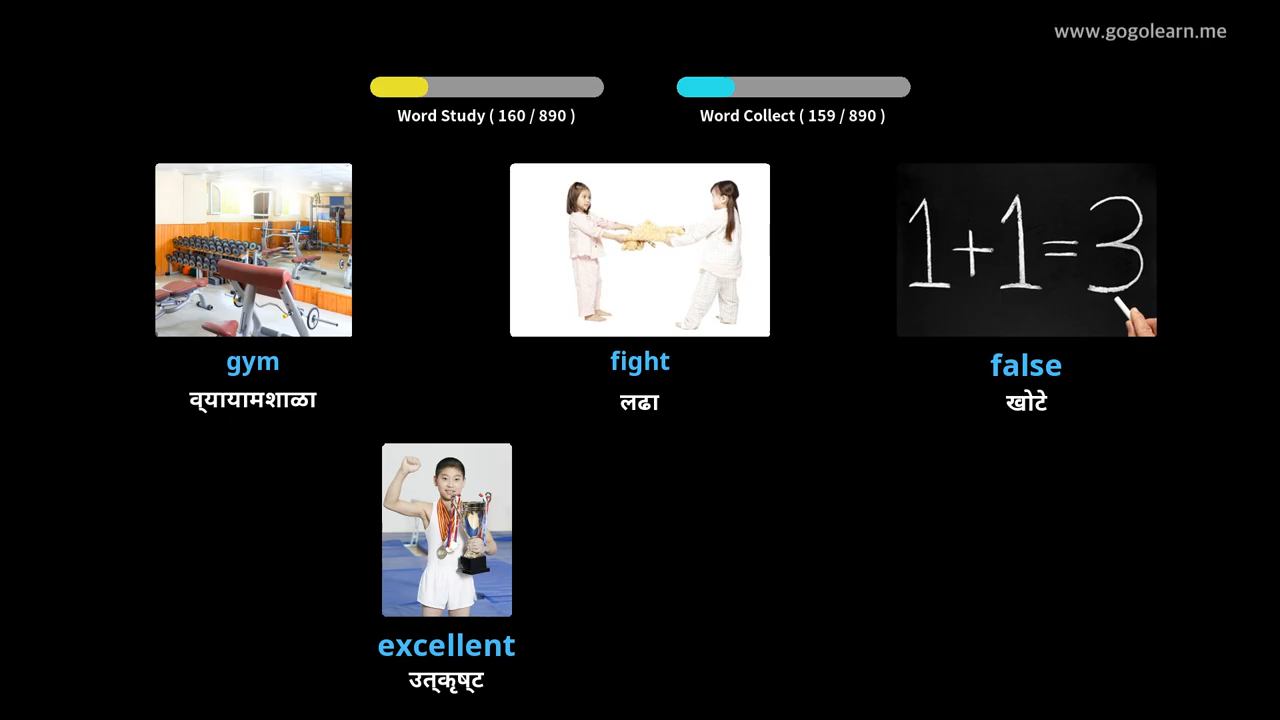 www.gogolearn.me
Word Study ( 160 / 890 )
Word Collect ( 159 / 890 )
1+1=3
gym
fight
false
व्यायामशाळा
लढा
खोटे
excellent
उत्कृष्ट